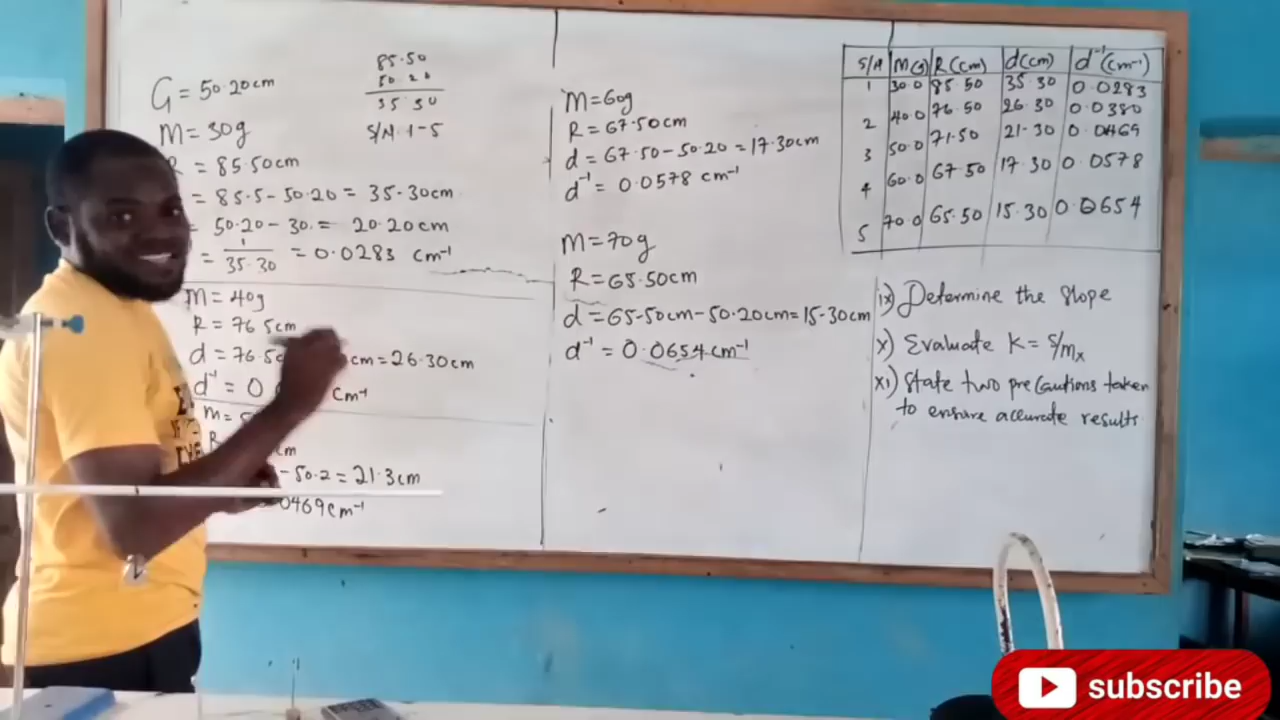 G = 50.20cm
85.50
50.20
35.30
S/N. 1-5
M = 30g
R = 85.50cm
= 85.5 - 50.20 = 35.30cm
= 50.20 - 30. = 20.20cm
= 1/35.30 = 0.0283 cm⁻¹
M = 40g
R = 76.5cm
d = 76.5c cm = 26.30cm
d⁻¹ = 0 cm⁻¹
M =
R cm
- 50.2 = 21.3cm
0469cm⁻¹
M = 60g
R = 67.50cm
d = 67.50 - 50.20 = 17.30cm
d⁻¹ = 0.0578 cm⁻¹
M = 70g
R = 65.50cm
d = 65.50cm - 50.20cm = 15.30cm
d⁻¹ = 0.0654 cm⁻¹
S/N M(g) R(cm) d(cm) d⁻¹(cm⁻¹)
1 30.0 85.50 35.30 0.0283
2 40.0 76.50 26.30 0.0380
3 50.0 71.50 21.30 0.0469
4 60.0 67.50 17.30 0.0578
5 70.0 65.50 15.30 0.0654
ix) Determine the slope
x) Evaluate K = S/Mx
xi) State two precautions taken
to ensure accurate results
subscribe